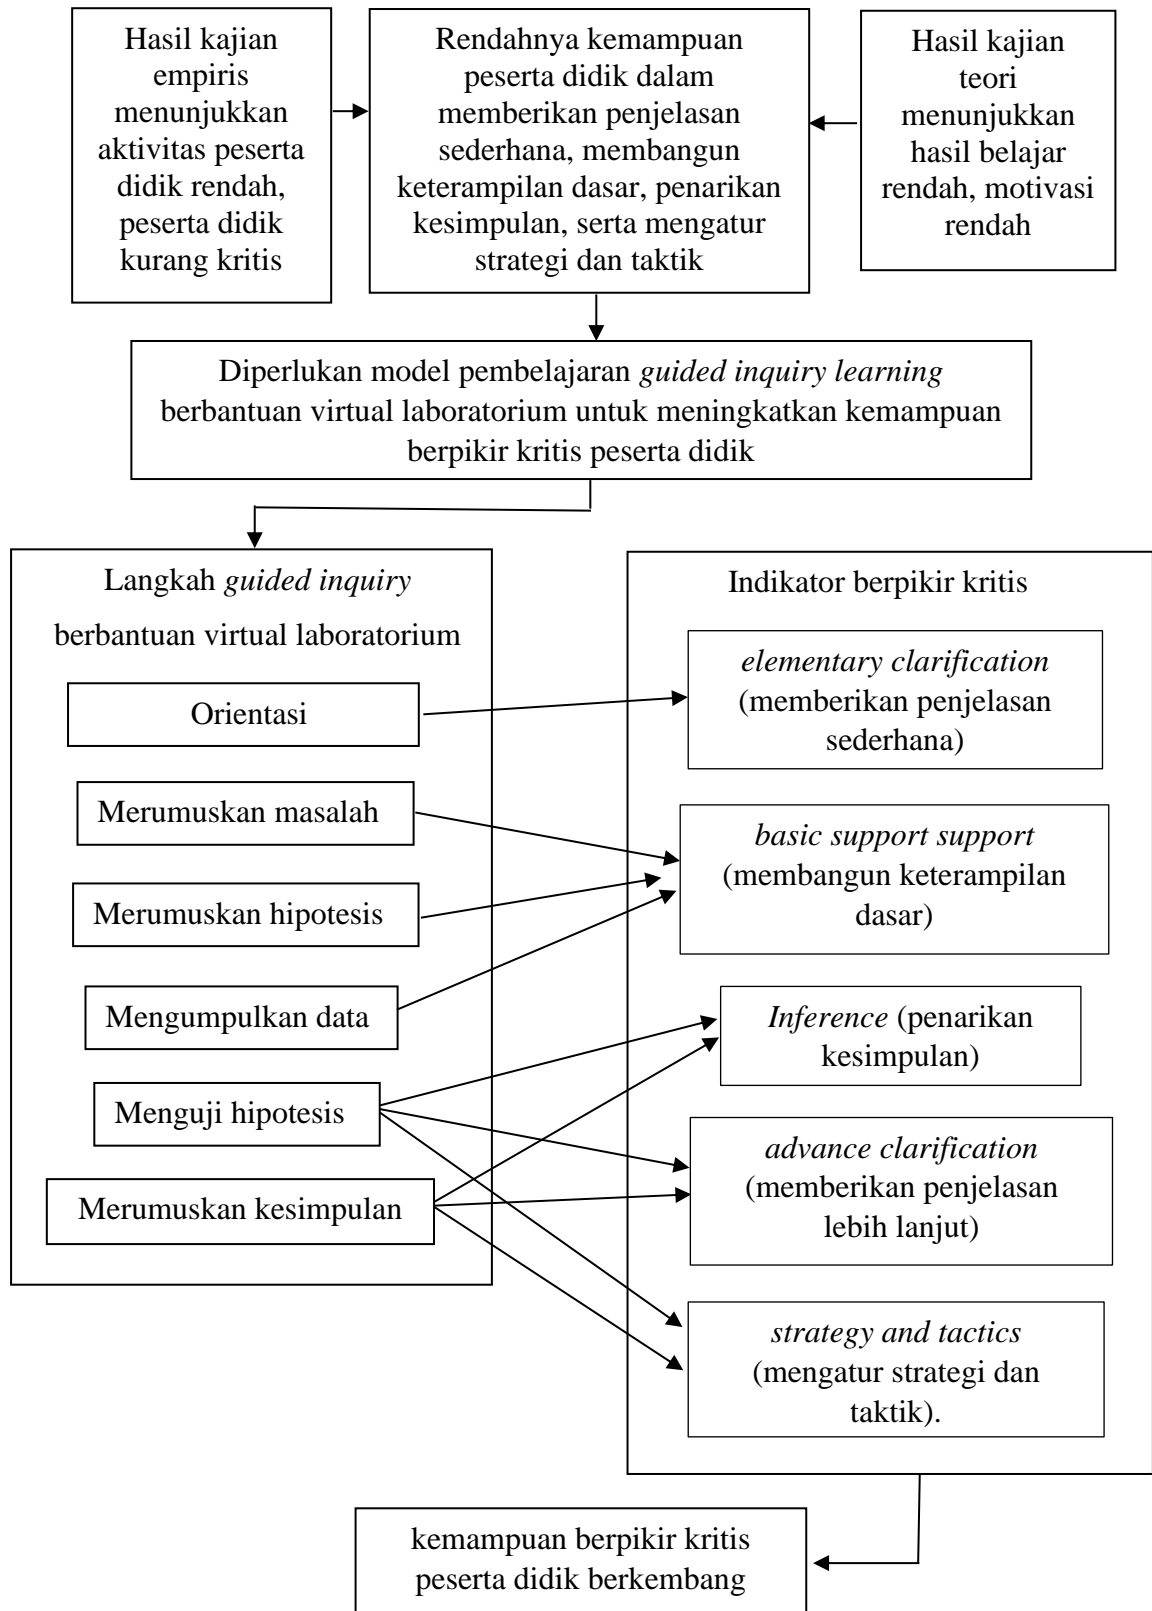 Hasil kajian
empiris
menunjukkan
aktivitas peserta
didik rendah,
peserta didik
kurang kritis
Rendahnya kemampuan
peserta didik dalam
memberikan penjelasan
sederhana, membangun
keterampilan dasar, penarikan
kesimpulan, serta mengatur
strategi dan taktik
Hasil kajian
teori
menunjukkan
hasil belajar
rendah, motivasi
rendah
Diperlukan model pembelajaran guided inquiry learning
berbantuan virtual laboratorium untuk meningkatkan kemampuan
berpikir kritis peserta didik
Langkah guided inquiry
berbantuan virtual laboratorium
Orientasi
Merumuskan masalah
Merumuskan hipotesis
Mengumpulkan data
Menguji hipotesis
Merumuskan kesimpulan
Indikator berpikir kritis
elementary clarification
(memberikan penjelasan
sederhana)
basic support support
(membangun keterampilan
dasar)
Inference (penarikan
kesimpulan)
advance clarification
(memberikan penjelasan
lebih lanjut)
strategy and tactics
(mengatur strategi dan
taktik).
kemampuan berpikir kritis
peserta didik berkembang